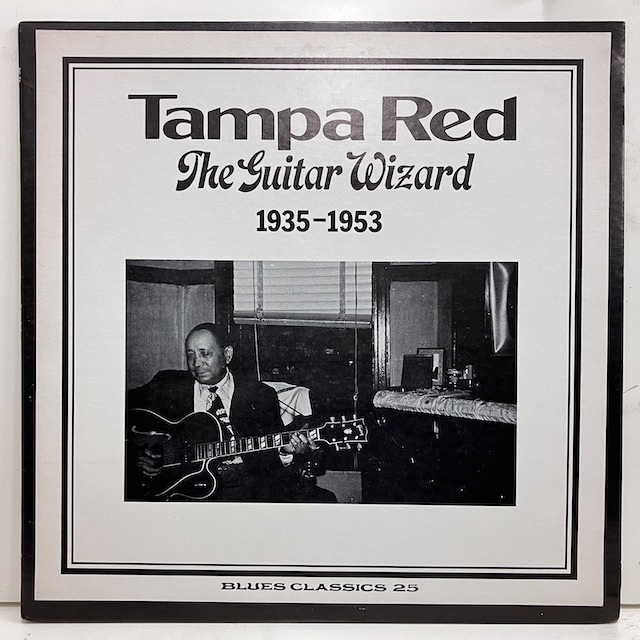 Tampa Red
The Guitar Wizard
1935–1953
BLUES CLASSICS 25